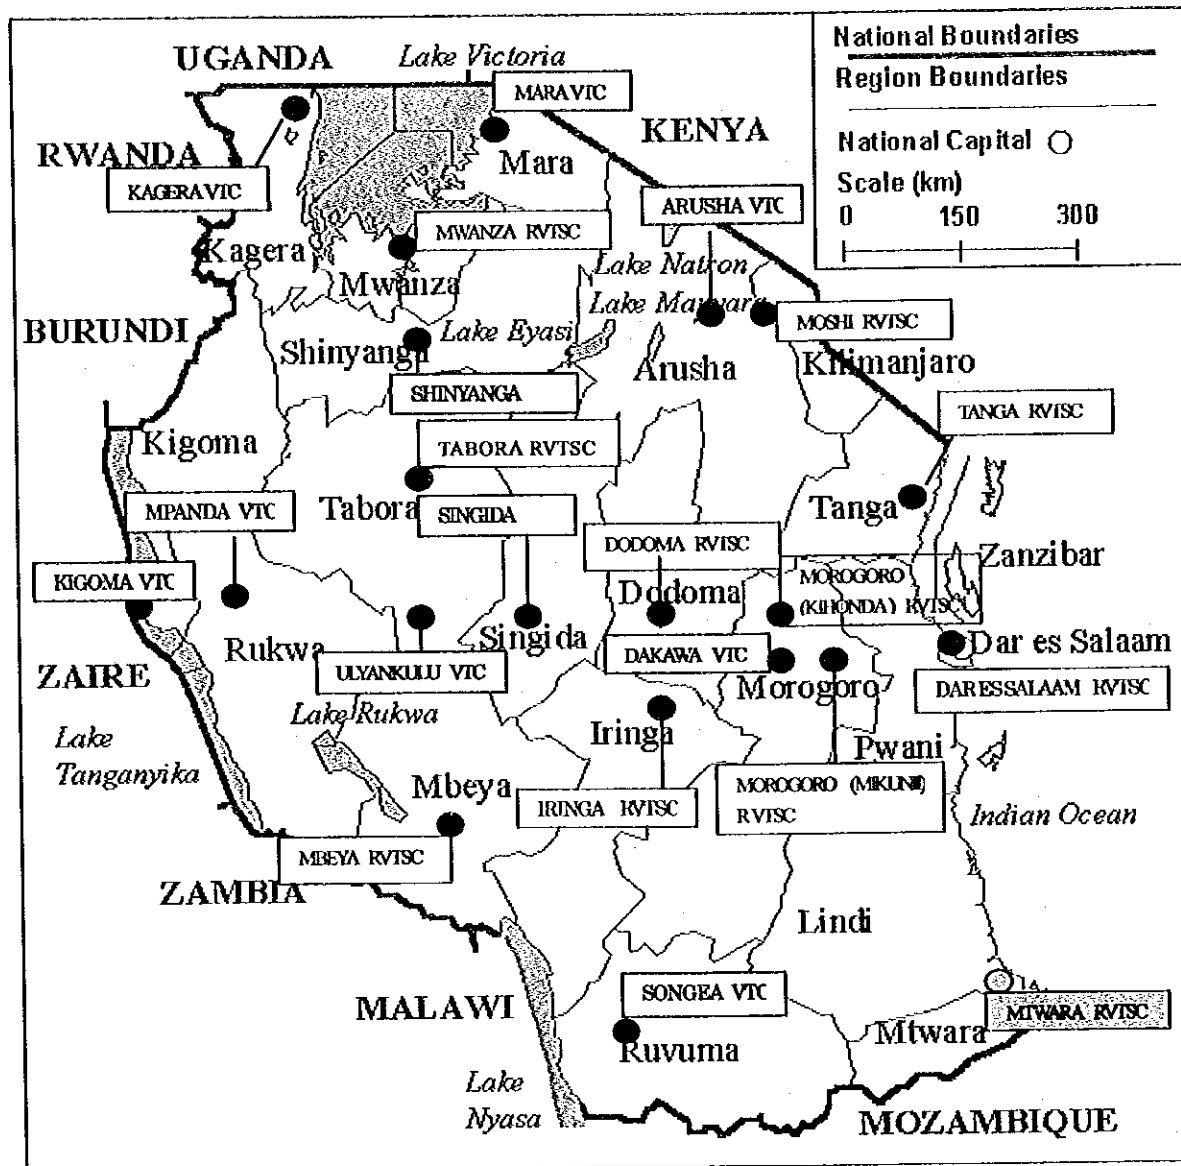 National Boundaries
Region Boundaries
National Capital
Scale (km)
0 150 300
UGANDA
Lake Victoria
MARA VTC
KENYA
RWANDA
Mara
KAGERA VTC
ARUSHA VTC
MWANZA RVTSC
Kagera
Lake Natron
Mwanza
Lake Manyara
BURUNDI
Lake Eyasi
MOSHI RVTSC
Shinyanga
Arusha
Kilimanjaro
SHINYANGA
TANGA RVTSC
Kigoma
TABORA RVTSC
Tabora
Tanga
MPANDA VTC
SINGIDA
DODOMA RVTSC
Zanzibar
KIGOMA VTC
Dodoma
MOROGORO
(KIHONDA) RVTSC
Rukwa
Singida
Dar es Salaam
ZAIRE
ULYANKULU VTC
DAKAWA VTC
Morogoro
DAR ES SALAAM RVTSC
Lake Rukwa
Iringa
Lake
Tanganyika
Pwani
Mbeya
IRINGA RVTSC
MOROGORO (MIKUNII)
RVTSC
Indian Ocean
MBEYA RVTSC
ZAMBIA
Lindi
MALAWI
SONGEA VTC
MTWARA RVTSC
Mtwara
Ruvuma
Lake
Nyasa
MOZAMBIQUE